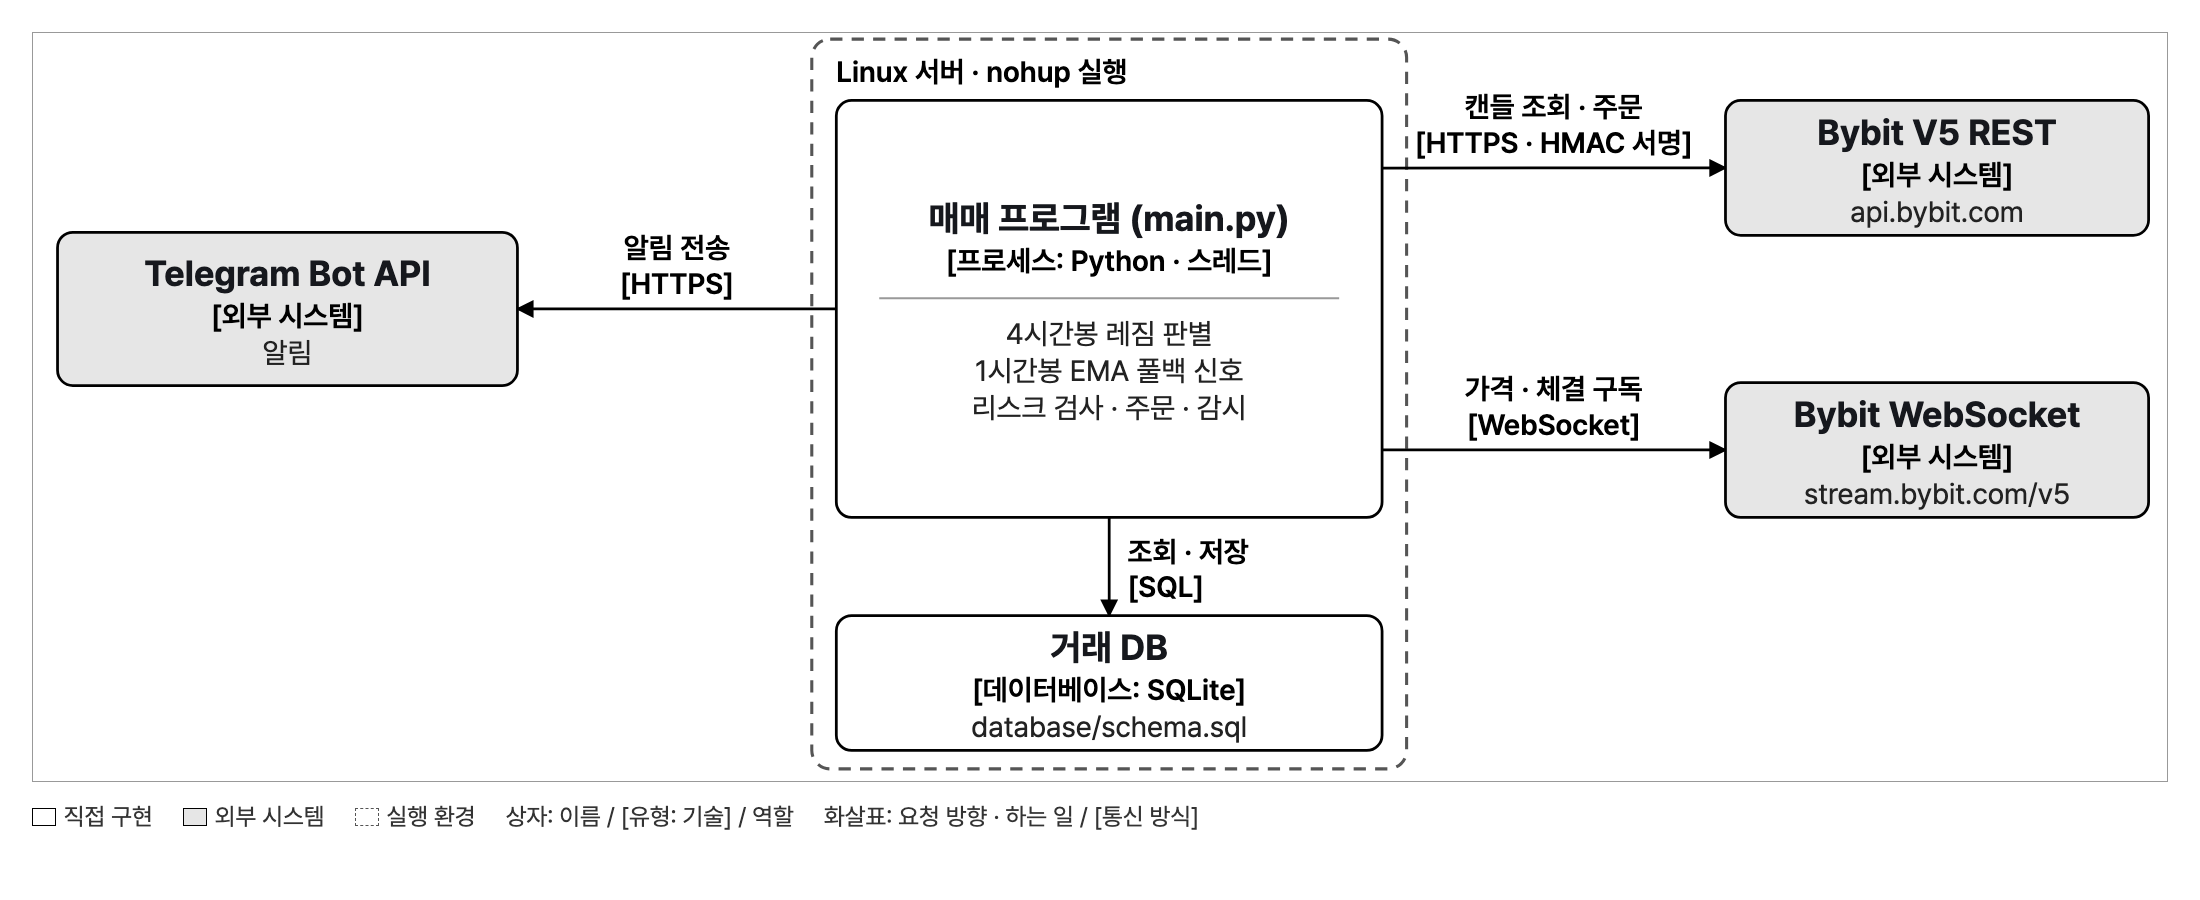 Linux 서버 · nohup 실행
매매 프로그램 (main.py)
[프로세스: Python · 스레드]
4시간봉 레짐 판별
1시간봉 EMA 풀백 신호
리스크 검사 · 주문 · 감시
알림 전송
[HTTPS]
Telegram Bot API
[외부 시스템]
알림
캔들 조회 · 주문
[HTTPS · HMAC 서명]
Bybit V5 REST
[외부 시스템]
api.bybit.com
가격 · 체결 구독
[WebSocket]
Bybit WebSocket
[외부 시스템]
stream.bybit.com/v5
조회 · 저장
[SQL]
거래 DB
[데이터베이스: SQLite]
database/schema.sql
직접 구현 외부 시스템 실행 환경 상자: 이름 / [유형: 기술] / 역할 화살표: 요청 방향 · 하는 일 / [통신 방식]